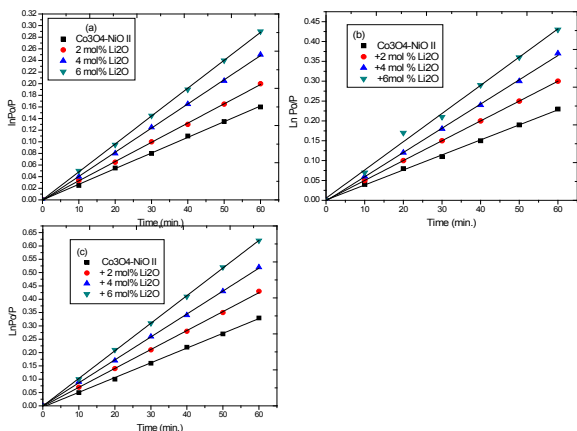 (a)
Co3O4-NiO II
2 mol% Li2O
4 mol% Li2O
6 mol% Li2O
lnPo/P
0.30
0.28
0.26
0.24
0.22
0.20
0.18
0.16
0.14
0.12
0.10
0.08
0.06
0.04
0.02
0.00
0 10 20 30 40 50 60
Time (min.)
(b)
Co3O4-NiO II
+2 mol % Li2O
+4 mol % Li2O
+6mol % Li2O
Ln Po/P
0.45
0.40
0.35
0.30
0.25
0.20
0.15
0.10
0.05
0.00
0 10 20 30 40 50 60
Time (min.)
(c)
Co3O4-NiO II
+ 2 mol% Li2O
+ 4 mol% Li2O
+ 6 mol% Li2O
LnPo/P
0.65
0.60
0.55
0.50
0.45
0.40
0.35
0.30
0.25
0.20
0.15
0.10
0.05
0.00
0 10 20 30 40 50 60
Time (min.)